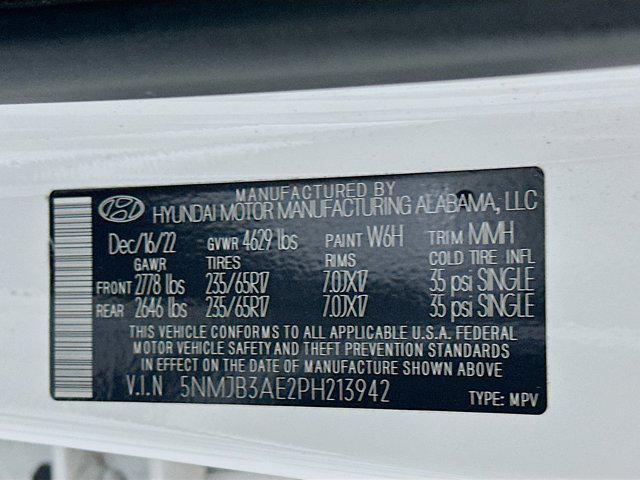 MANUFACTURED BY
HYUNDAI MOTOR MANUFACTURING ALABAMA, LLC
Dec/16/22 GVWR 4629 lbs PAINT W6H TRIM MMH
GAWR TIRES RIMS COLD TIRE INFL
FRONT 2778 lbs 235/65R17 7.0JX17 35 psi SINGLE
REAR 2646 lbs 235/65R17 7.0JX17 35 psi SINGLE
THIS VEHICLE CONFORMS TO ALL APPLICABLE U.S.A. FEDERAL
MOTOR VEHICLE SAFETY AND THEFT PREVENTION STANDARDS
IN EFFECT ON THE DATE OF MANUFACTURE SHOWN ABOVE
V.I.N 5NMJB3AE2PH213942 TYPE: MPV